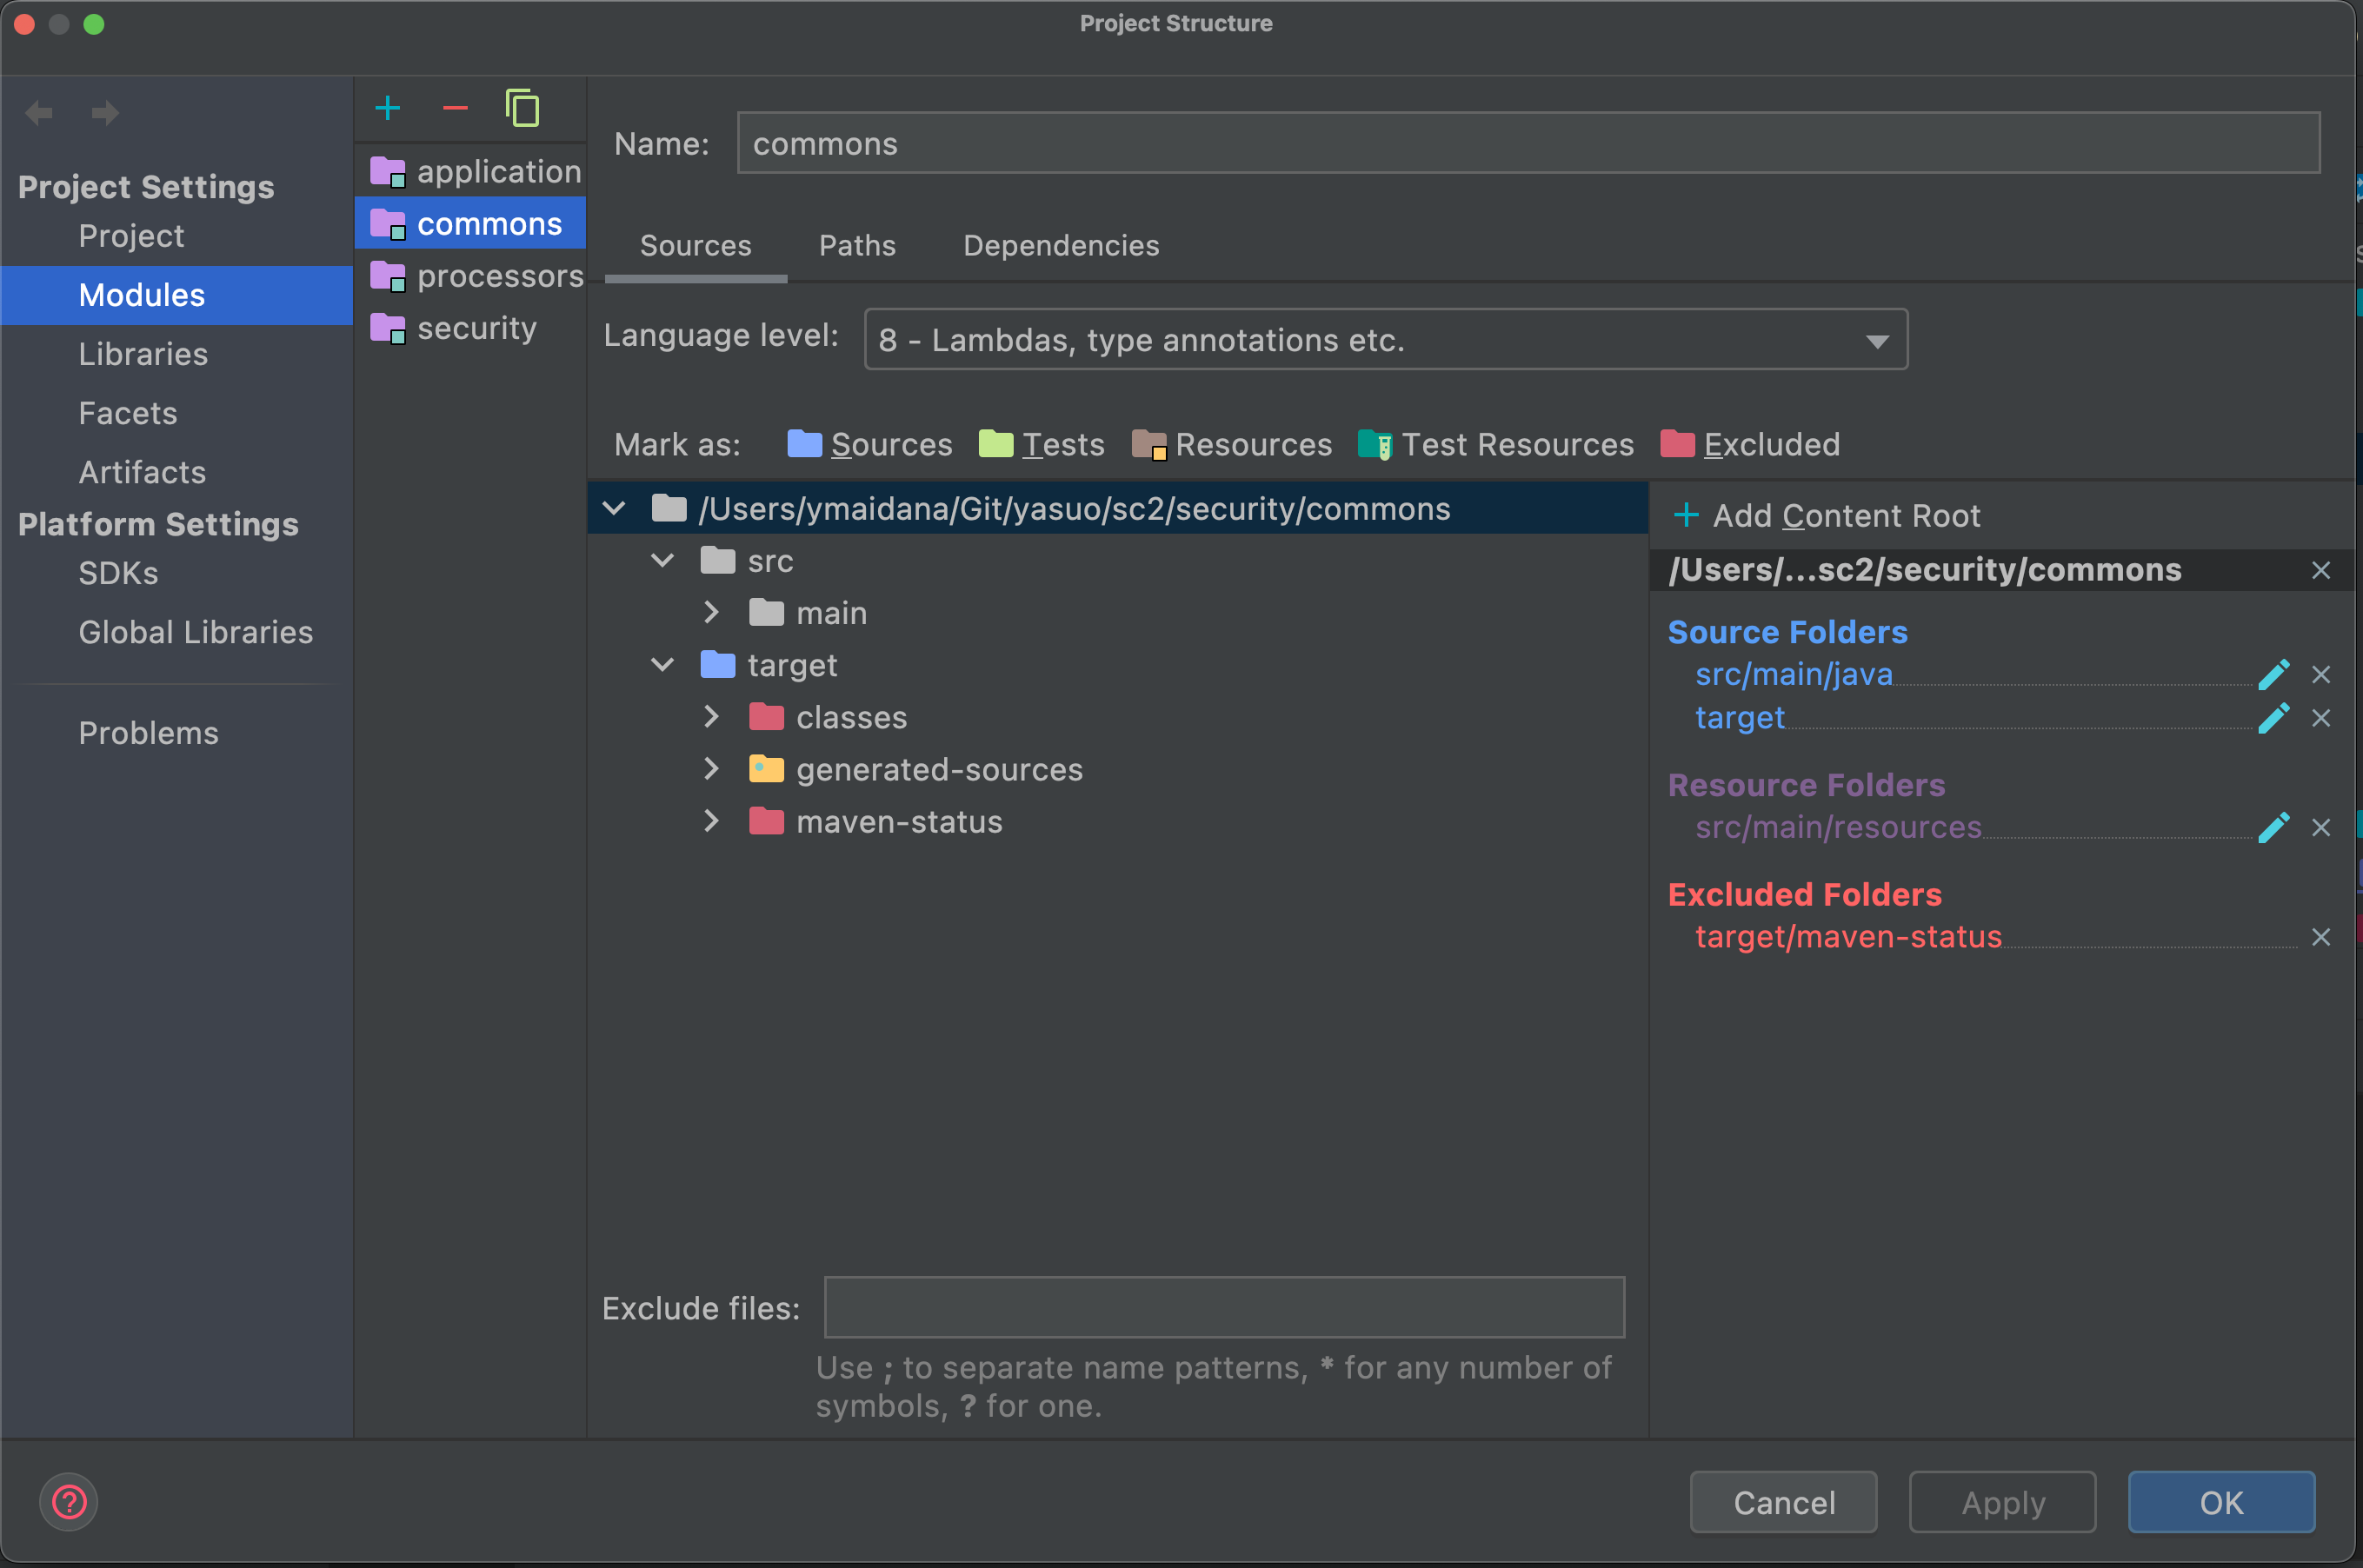 Project Structure
Project Settings
Project
Modules
Libraries
Facets
Artifacts
Platform Settings
SDKs
Global Libraries
Problems
application
commons
processors
security
Name: commons
Sources Paths Dependencies
Language level: 8 - Lambdas, type annotations etc.
Mark as: Sources Tests Resources Test Resources Excluded
/Users/ymaidana/Git/yasuo/sc2/security/commons
src
main
target
classes
generated-sources
maven-status
Add Content Root
/Users/...sc2/security/commons
Source Folders
src/main/java
target
Resource Folders
src/main/resources
Excluded Folders
target/maven-status
Exclude files:
Use ; to separate name patterns, * for any number of
symbols, ? for one.
?
Cancel Apply OK